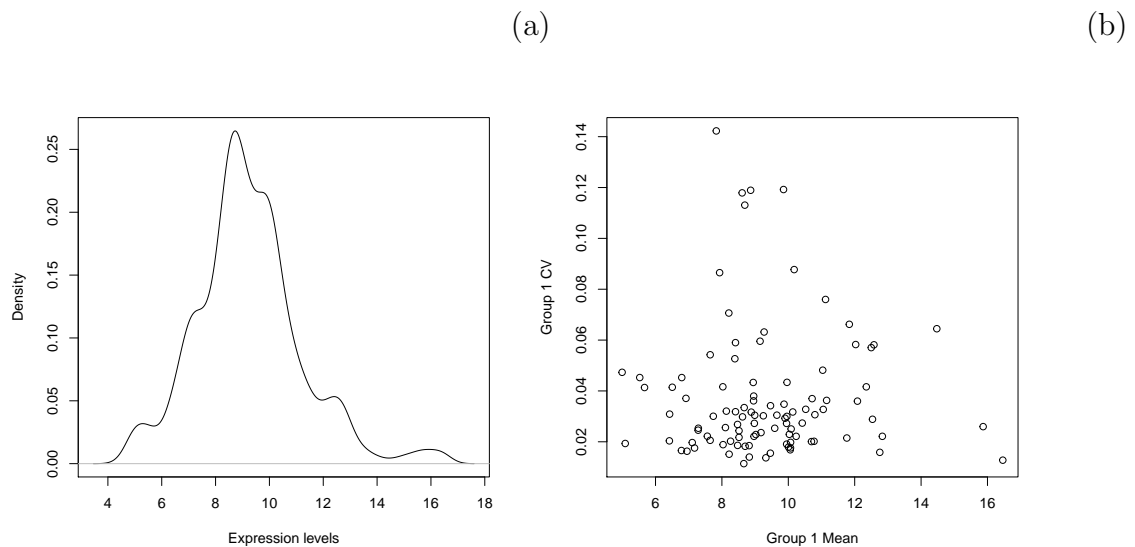 (a)
(b)
Density
0.00 0.05 0.10 0.15 0.20 0.25
4 6 8 10 12 14 16 18
Expression levels
Group 1 CV
0.02 0.04 0.06 0.08 0.10 0.12 0.14
6 8 10 12 14 16
Group 1 Mean